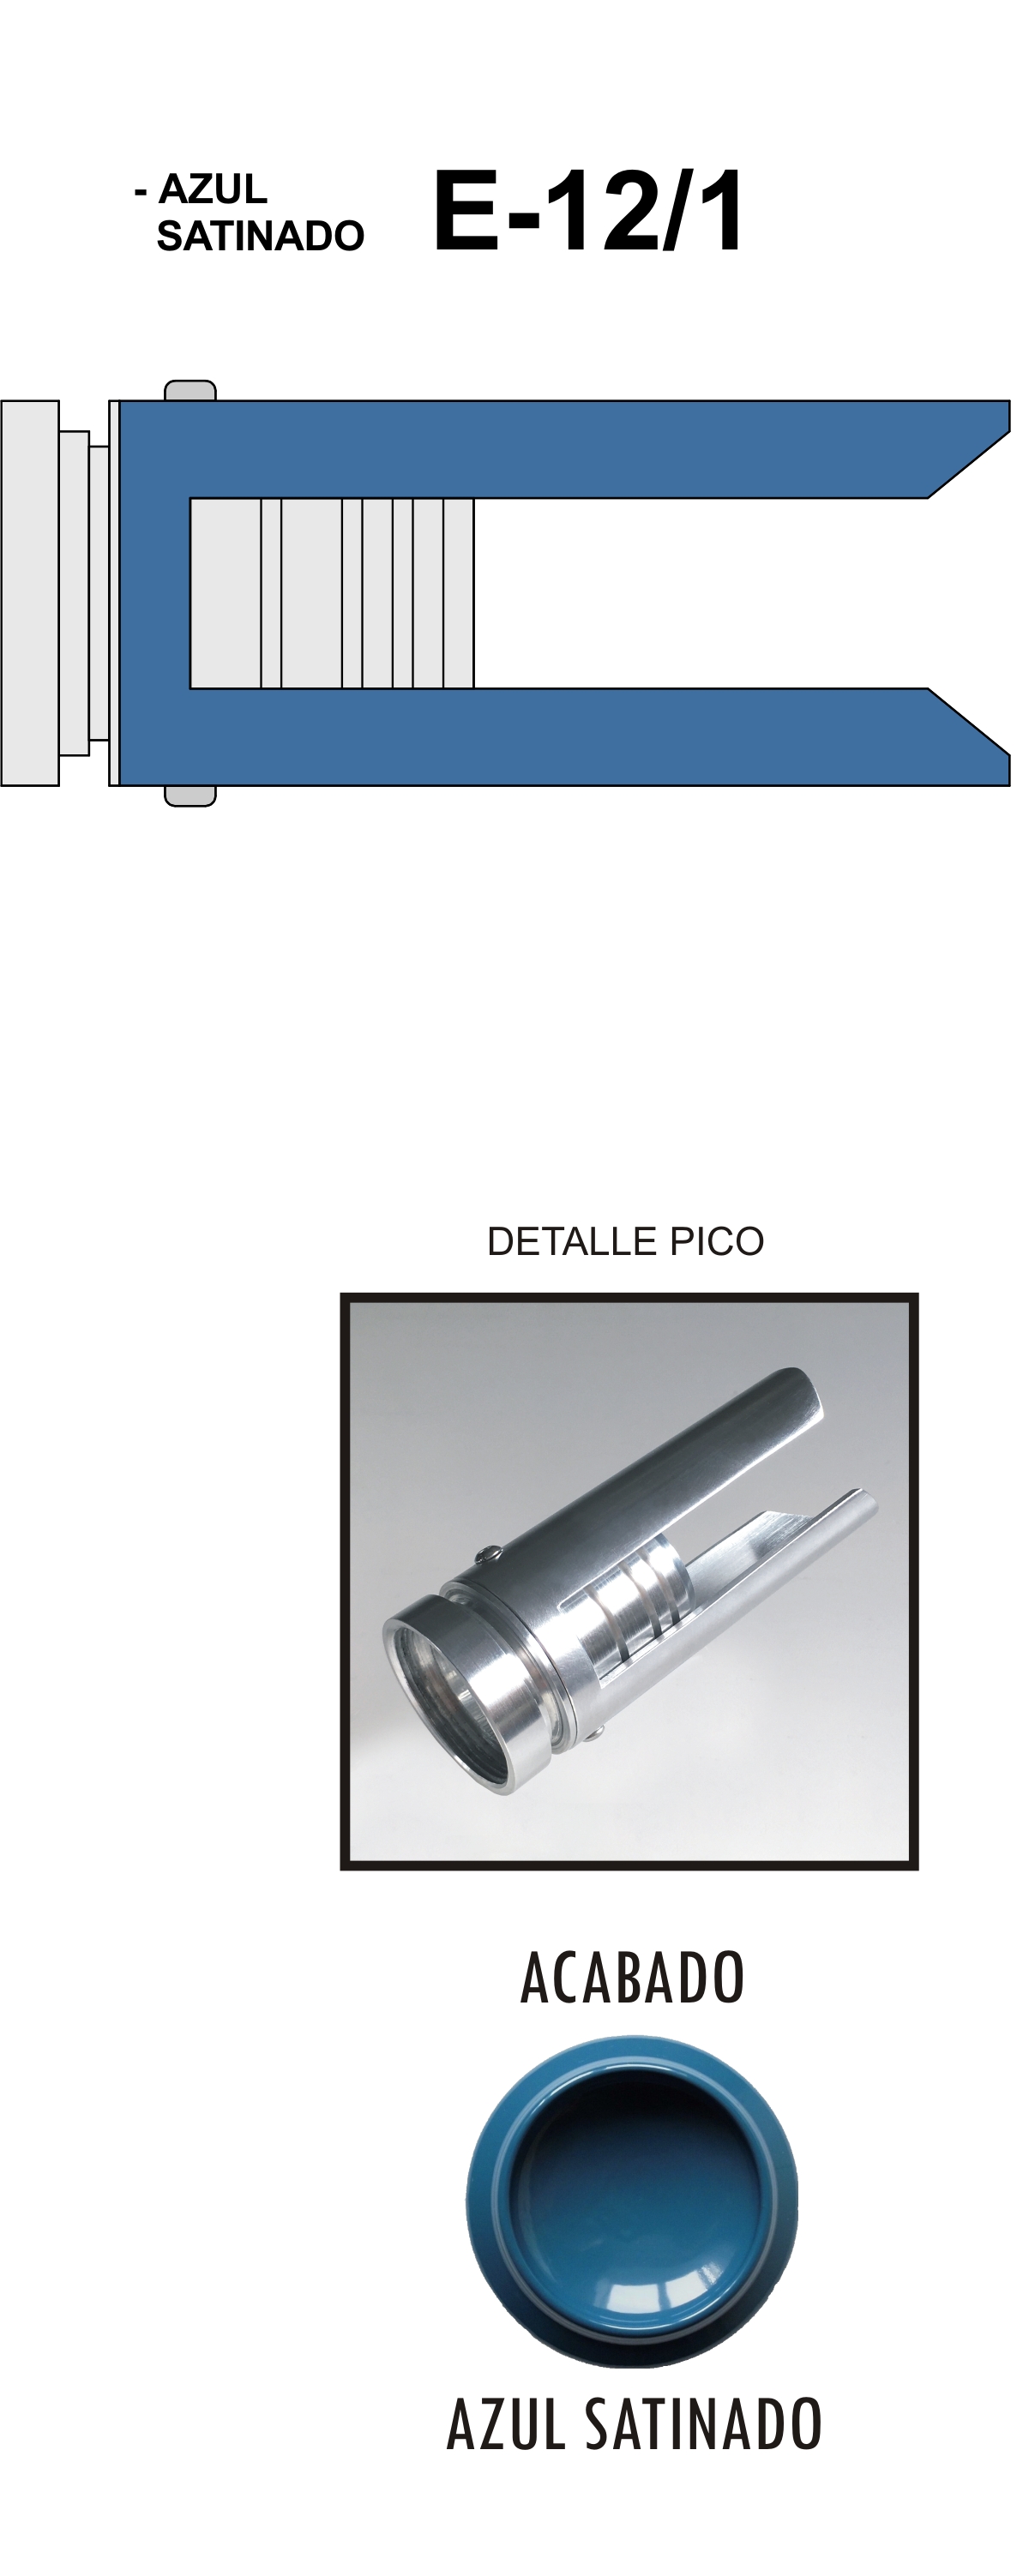 - AZUL
SATINADO
E-12/1
DETALLE PICO
ACABADO
AZUL SATINADO